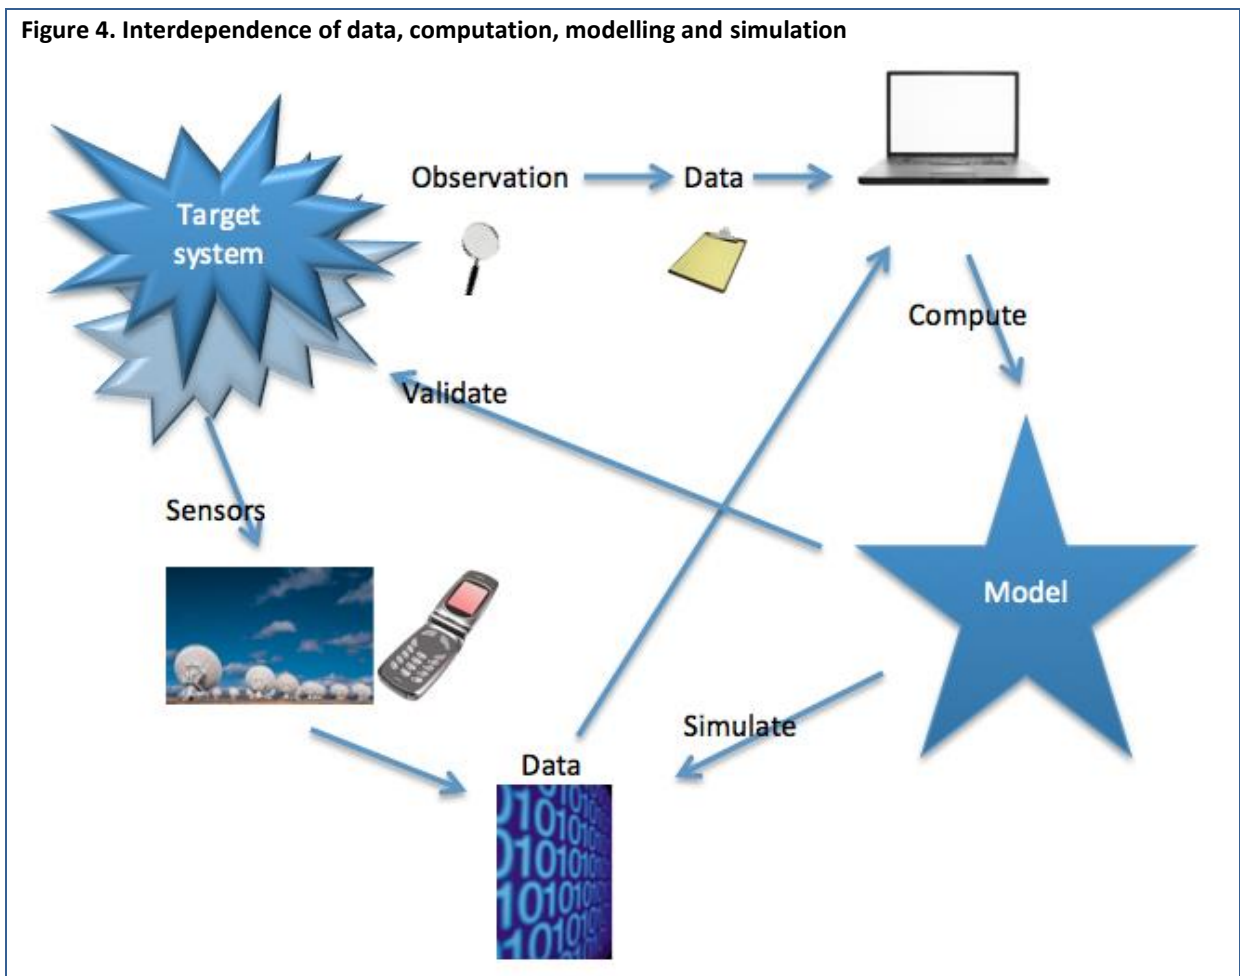 Figure 4. Interdependence of data, computation, modelling and simulation
Target
system
Observation
Data
Compute
Validate
Sensors
Model
Simulate
Data